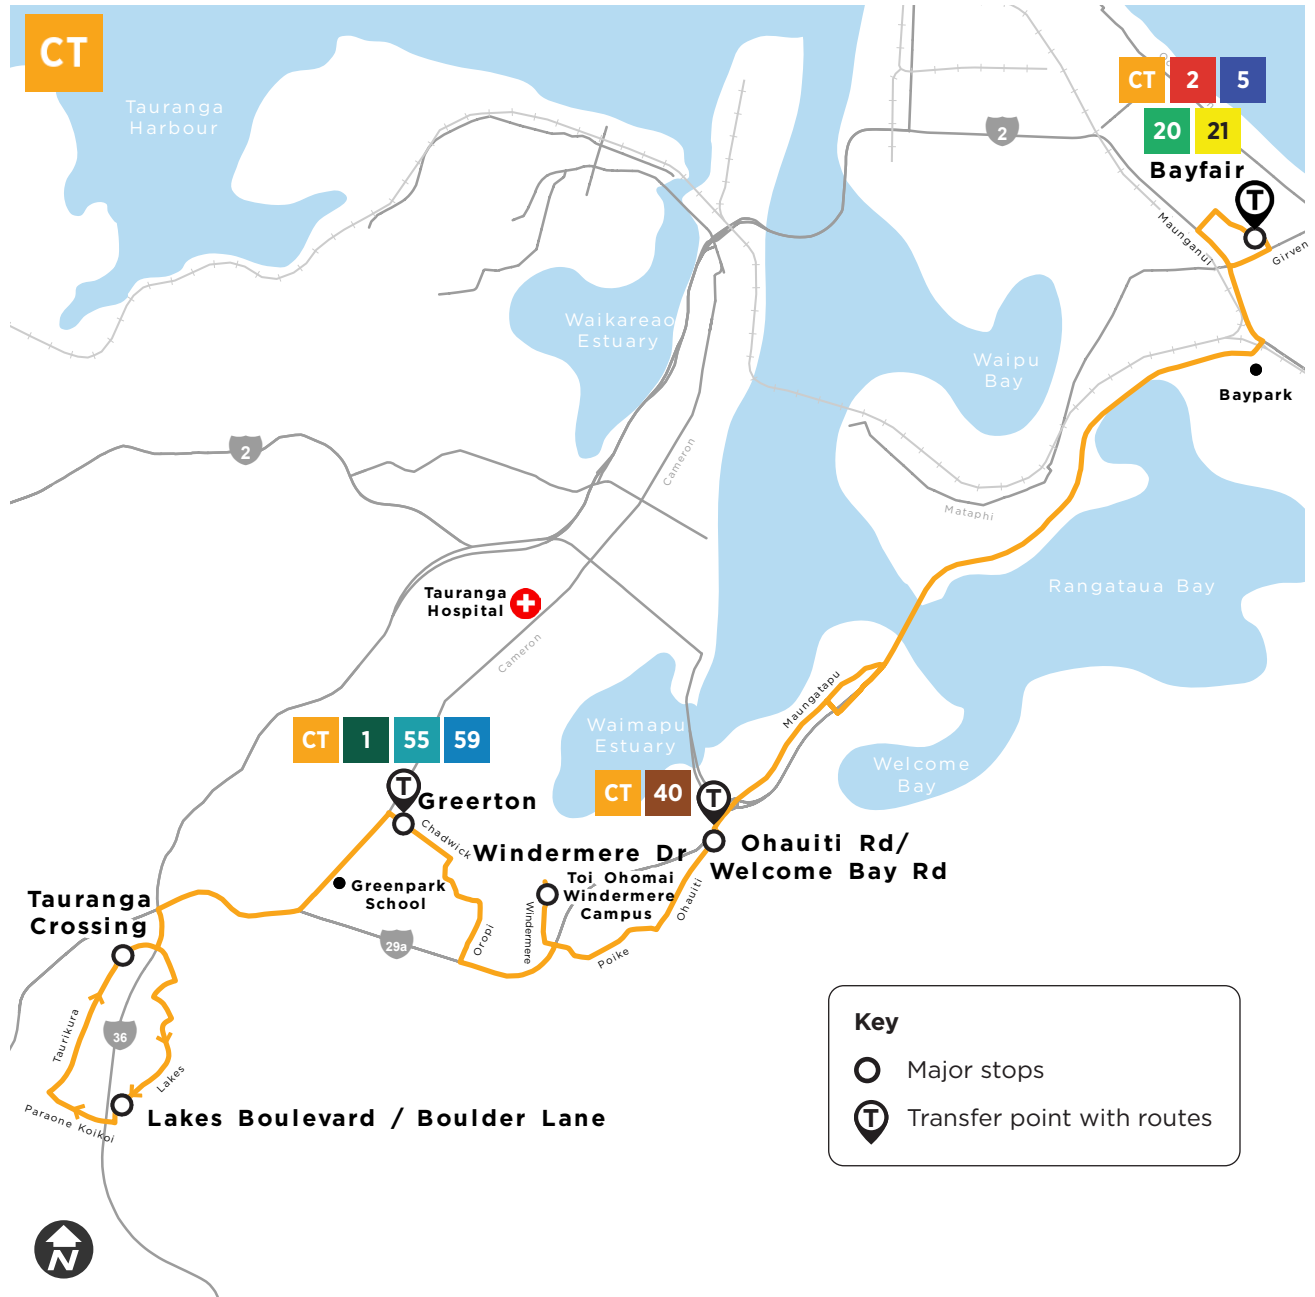 CT
Tauranga
Harbour
2
CT 2 5
20 21
Bayfair
T
Maunganui
Girven
Waikareao
Estuary
Waipu
Bay
Baypark
2
Cameron
Mataphi
Tauranga
Hospital
Cameron
Rangataua Bay
Maungatapu
Waimapu
Estuary
Welcome
Bay
CT 1 55 59
T
Greerton
Chadwick
CT 40
T
Ohauiti Rd/
Welcome Bay Rd
Windermere Dr
Toi Ohomai
Windermere
Campus
Greenpark
School
Windermere
Ohauiti
Oropi
Poike
29a
Tauranga
Crossing
Taurikura
36
Lakes
Paraone Koikoi
Lakes Boulevard / Boulder Lane
Key
Major stops
T
Transfer point with routes
N